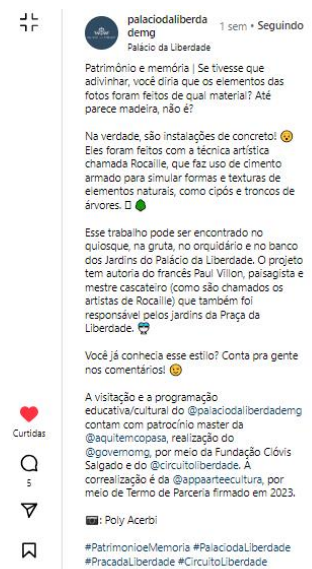 palaciodaliberda
demg
1 sem • Seguindo
Palácio da Liberdade
Patrimônio e memória | Se tivesse que
adivinhar, você diria que os elementos das
fotos foram feitos de qual material? Até
parece madeira, não é?
Na verdade, são instalações de concreto! 😯
Eles foram feitos com a técnica artística
chamada Rocaille, que faz uso de cimento
armado para simular formas e texturas de
elementos naturais, como cipós e troncos de
árvores. 🌳
Esse trabalho pode ser encontrado no
quiosque, na gruta, no orquidário e no banco
dos Jardins do Palácio da Liberdade. O projeto
tem autoria do francês Paul Villon, paisagista e
mestre cascateiro (como são chamados os
artistas de Rocaille) que também foi
responsável pelos jardins da Praça da
Liberdade. 🤓
Você já conhecia esse estilo? Conta pra gente
nos comentários! 😉
A visitação e a programação
educativa/cultural do @palaciodaliberdademg
contam com patrocínio master da
@aquitemcopasa, realização do
@governomg, por meio da Fundação Clóvis
Salgado e do @circuitoliberdade. A
correalização é da @appaarteecultura, por
meio de Termo de Parceria firmado em 2023.
📷: Poly Acerbi
#PatrimonioeMemoria #PalaciodaLiberdade
#PracadaLiberdade #CircuitoLiberdade
Curtidas
5